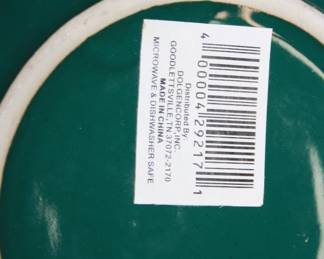 Distributed By:
DOLGENCORP, INC.
GOODLETTSVILLE, TN 37072-2170
MADE IN CHINA
MICROWAVE & DISHWASHER SAFE
4 00004 29217 1